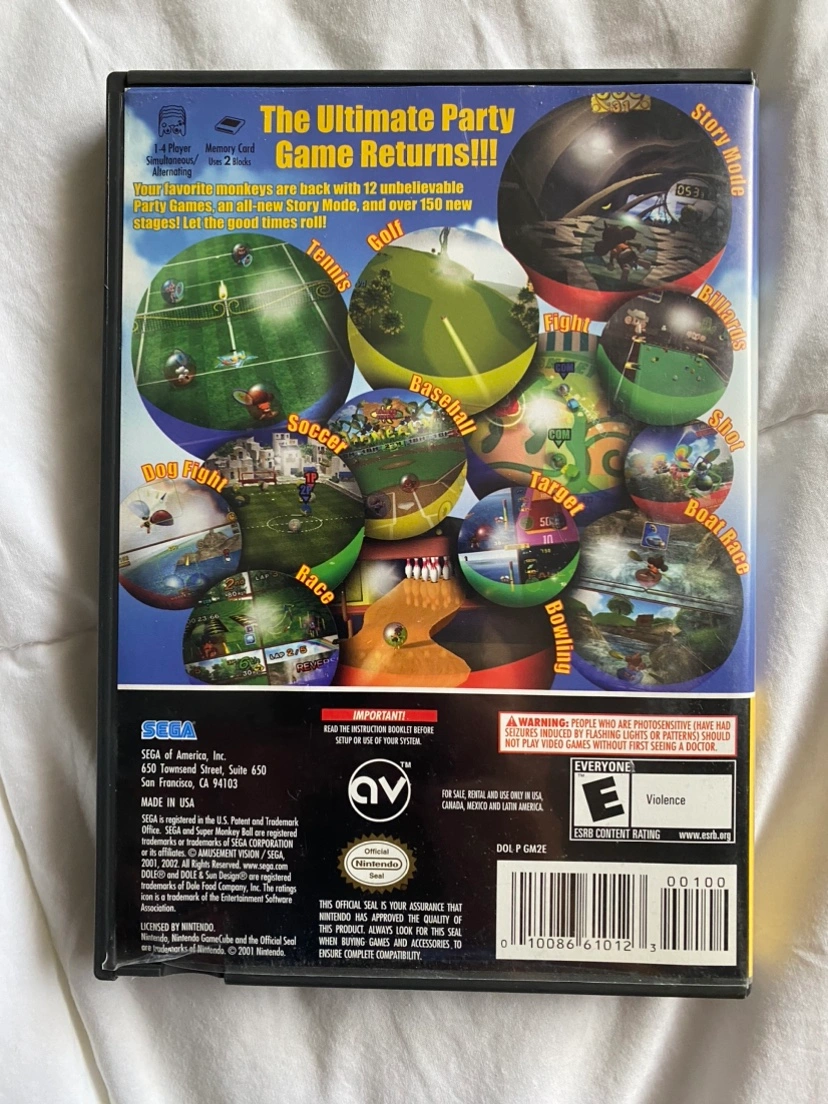 The Ultimate Party
Game Returns!!!
1-4 Player
Simultaneous/
Alternating
Memory Card
Uses 2 Blocks
Your favorite monkeys are back with 12 unbelievable
Party Games, an all-new Story Mode, and over 150 new
stages! Let the good times roll!
Story Mode
Tennis
Golf
Fight
Billiards
Baseball
Soccer
Shot
Dog Fight
Target
Boat Race
Race
Bowling
COM
COM
1P
2P
LAP 2/5
SEGA
SEGA of America, Inc.
650 Townsend Street, Suite 650
San Francisco, CA 94103
MADE IN USA
SEGA is registered in the U.S. Patent and Trademark
Office. SEGA and Super Monkey Ball are registered
trademarks or trademarks of SEGA CORPORATION
or its affiliates. © AMUSEMENT VISION / SEGA,
2001, 2002. All Rights Reserved. www.sega.com
DOLE® and DOLE & Sun Design® are registered
trademarks of Dole Food Company, Inc. The ratings
icon is a trademark of the Entertainment Software
Association.
LICENSED BY NINTENDO.
Nintendo, Nintendo GameCube and the Official Seal
are trademarks of Nintendo. © 2001 Nintendo.
IMPORTANT!
READ THE INSTRUCTION BOOKLET BEFORE
SETUP OR USE OF YOUR SYSTEM.
av™
Official
Nintendo
Seal
THIS OFFICIAL SEAL IS YOUR ASSURANCE THAT
NINTENDO HAS APPROVED THE QUALITY OF
THIS PRODUCT. ALWAYS LOOK FOR THIS SEAL
WHEN BUYING GAMES AND ACCESSORIES TO
ENSURE COMPLETE COMPATIBILITY.
WARNING: PEOPLE WHO ARE PHOTOSENSITIVE (HAVE HAD
SEIZURES INDUCED BY FLASHING LIGHTS OR PATTERNS) SHOULD
NOT PLAY VIDEO GAMES WITHOUT FIRST SEEING A DOCTOR.
FOR SALE, RENTAL AND USE ONLY IN USA,
CANADA, MEXICO AND LATIN AMERICA.
EVERYONE
E™
Violence
ESRB CONTENT RATING www.esrb.org
DOL P GM2E
00100
0 10086 61012 3